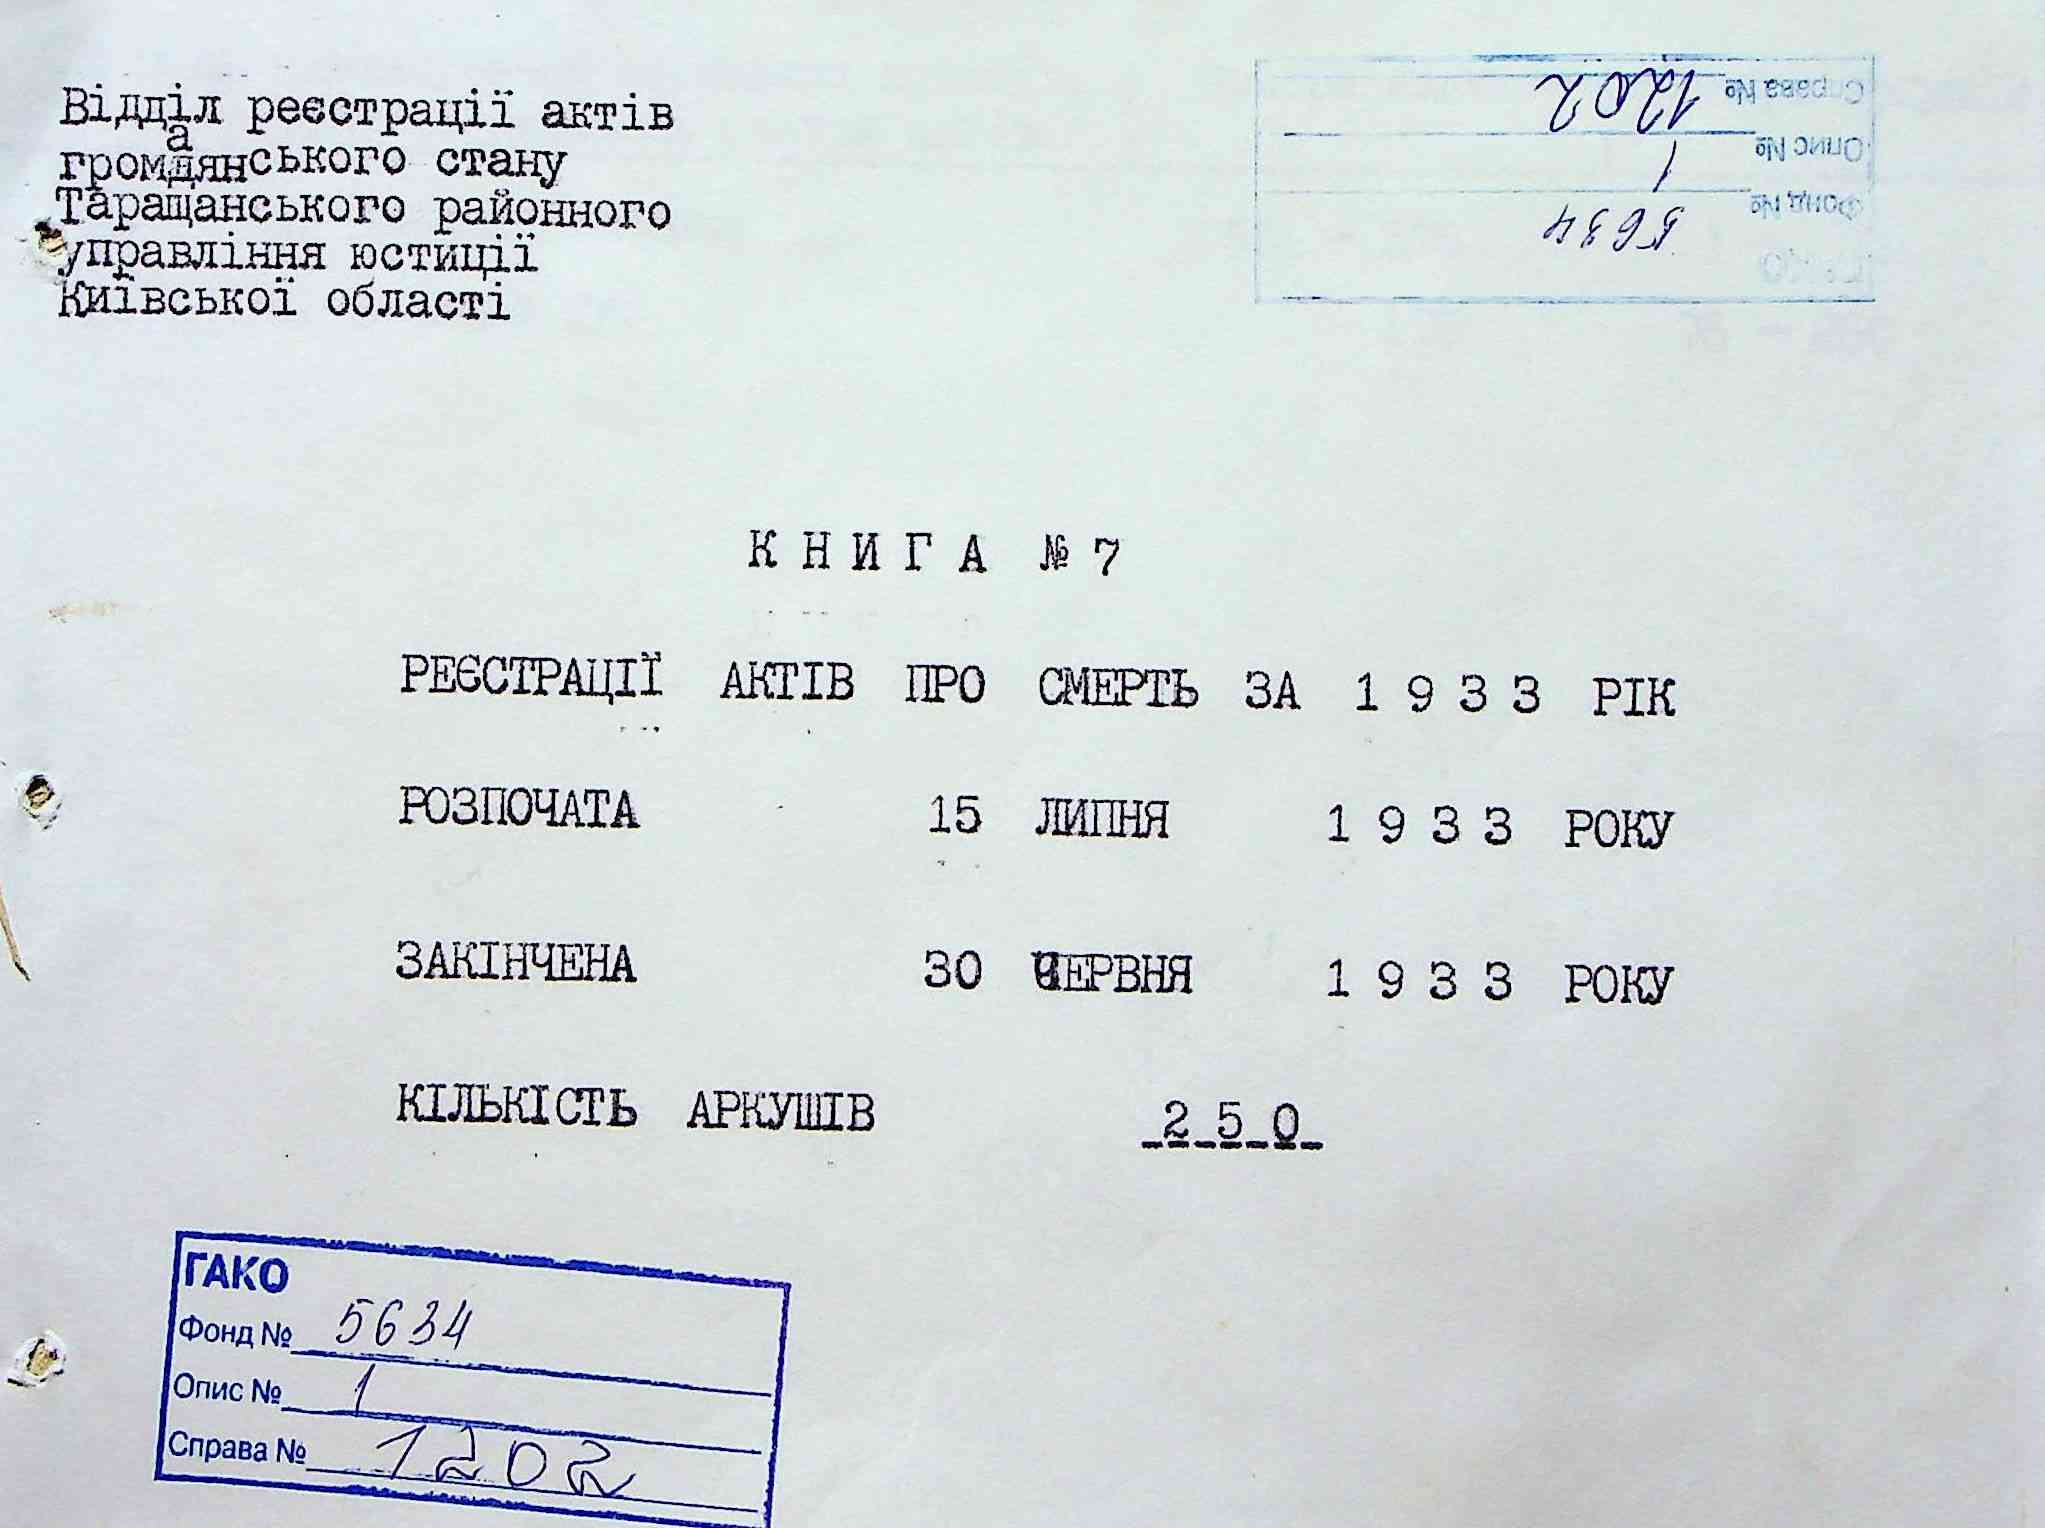 Відділ реєстрації актів
громадянського стану
Таращанського районного
управління юстиції
Київської області
Справа № 1202
Опис № 1
Фонд № 5634
КНИГА № 7
РЕЄСТРАЦІЇ АКТІВ ПРО СМЕРТЬ ЗА 1933 РІК
РОЗПОЧАТА 15 ЛИПНЯ 1933 РОКУ
ЗАКІНЧЕНА 30 ЧЕРВНЯ 1933 РОКУ
КІЛЬКІСТЬ АРКУШІВ 250
ГАКО
Фонд № 5634
Опис № 1
Справа № 1202